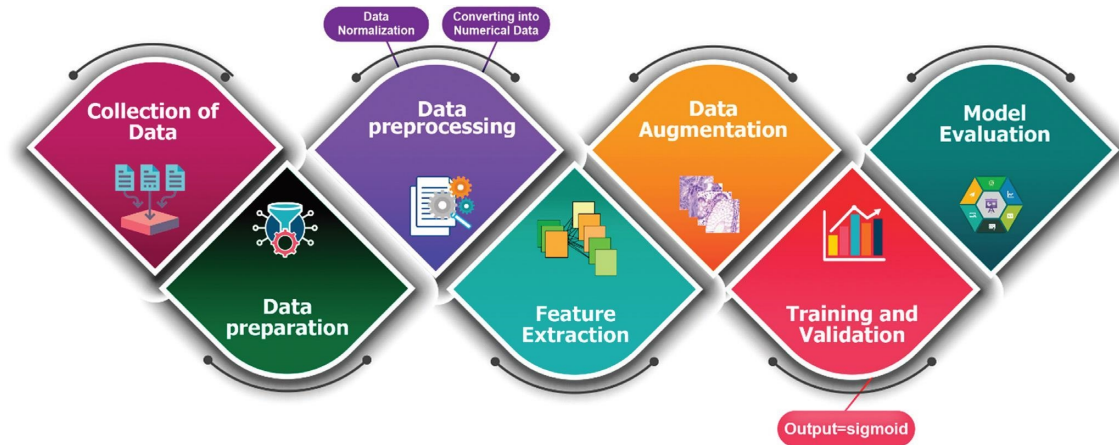 Data
Normalization
Converting into
Numerical Data
Collection of
Data
Data
preparation
Data
preprocessing
Feature
Extraction
Data
Augmentation
Training and
Validation
Output=sigmoid
Model
Evaluation